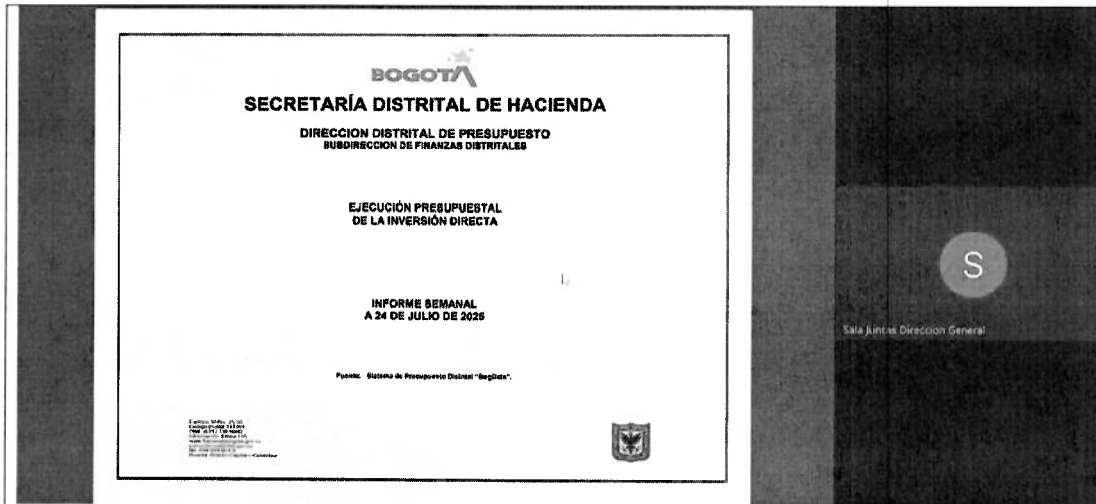 BOGOTÁ
SECRETARÍA DISTRITAL DE HACIENDA
DIRECCION DISTRITAL DE PRESUPUESTO
SUBDIRECCION DE FINANZAS DISTRITALES
EJECUCIÓN PRESUPUESTAL
DE LA INVERSIÓN DIRECTA
INFORME SEMANAL
A 24 DE JULIO DE 2025
Fuente: Sistema de Presupuesto Distrital "BogData".
S
Sala Juntas Direccion General